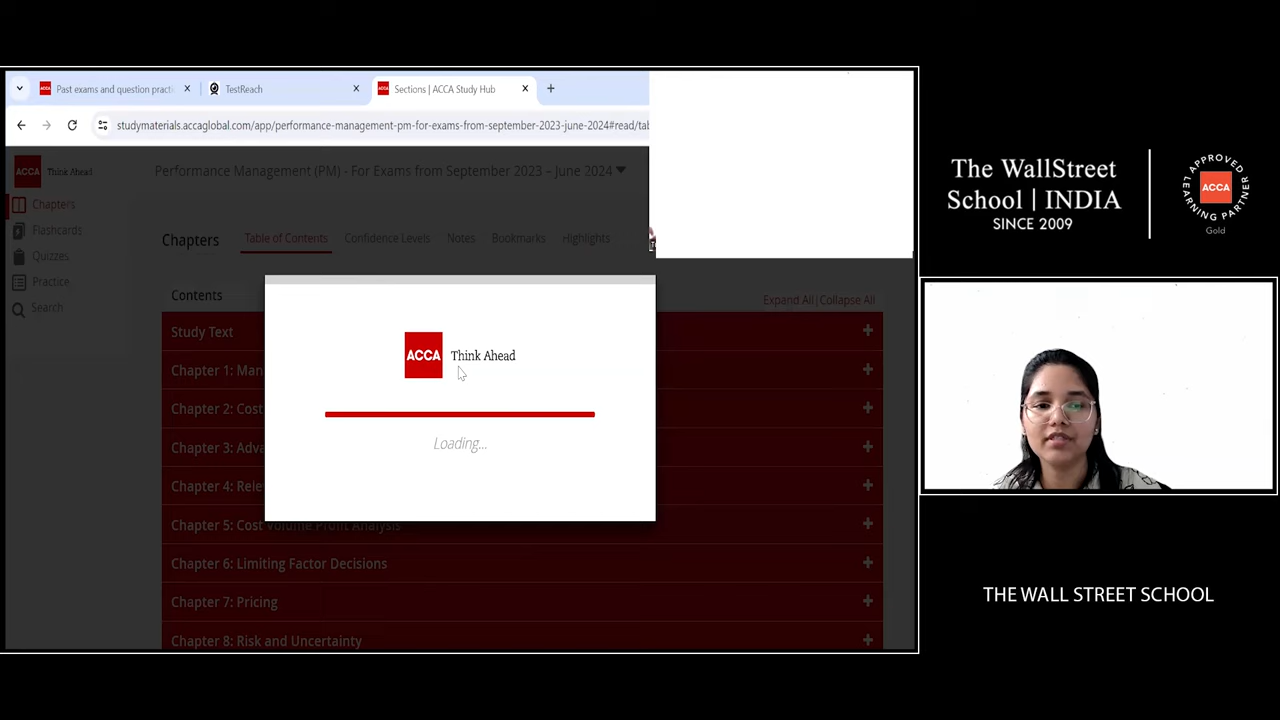 Past exams and question practi
TestReach
Sections | ACCA Study Hub
studymaterials.accaglobal.com/app/performance-management-pm-for-exams-from-september-2023-june-2024#read/tab
ACCA Think Ahead
Performance Management (PM) - For Exams from September 2023 – June 2024
Chapters
Flashcards
Quizzes
Practice
Search
Chapters
Table of Contents
Confidence Levels
Notes
Bookmarks
Highlights
Contents
Expand All|Collapse All
Study Text
Chapter 1: Man
Chapter 2: Cost
Chapter 3: Adva
Chapter 4: Rele
Chapter 5: Cost Volume Profit Analysis
Chapter 6: Limiting Factor Decisions
Chapter 7: Pricing
Chapter 8: Risk and Uncertainty
ACCA Think Ahead
Loading...
The WallStreet
School | INDIA
SINCE 2009
APPROVED
LEARNING PARTNER
ACCA
Gold
THE WALL STREET SCHOOL